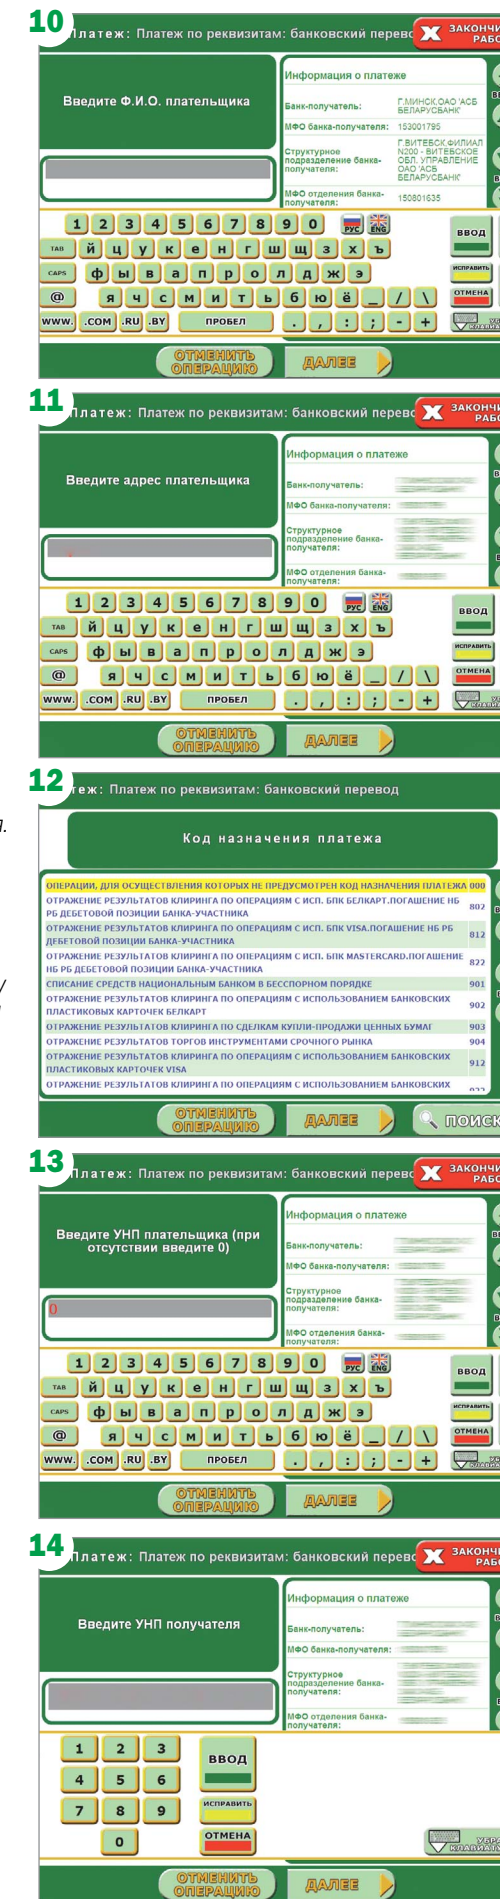 10
Платеж: Платеж по реквизитам: банковский перево
ЗАКОНЧИ
РАБО
Введите Ф.И.О. плательщика
Информация о платеже
Банк-получатель:
Г.МИНСК,ОАО 'АСБ
БЕЛАРУСБАНК'
МФО банка-получателя: 153001795
Структурное
подразделение банка-
получателя:
Г.ВИТЕБСК,ФИЛИАЛ
N200 - ВИТЕБСКОЕ
ОБЛ. УПРАВЛЕНИЕ
ОАО 'АСБ
БЕЛАРУСБАНК'
МФО отделения банка-
получателя:
150801635
1 2 3 4 5 6 7 8 9 0 РУС ENG
TAB й ц у к е н г ш щ з х ъ
CAPS ф ы в а п р о л д ж э
@ я ч с м и т ь б ю ё _ / \
www. .COM .RU .BY ПРОБЕЛ . , : ; - +
ВВОД
ИСПРАВИТЬ
ОТМЕНА
ОТМЕНИТЬ
ОПЕРАЦИЮ
ДАЛЕЕ
11
Платеж: Платеж по реквизитам: банковский перево
ЗАКОНЧИ
РАБО
Введите адрес плательщика
Информация о платеже
Банк-получатель:
МФО банка-получателя:
Структурное
подразделение банка-
получателя:
МФО отделения банка-
получателя:
1 2 3 4 5 6 7 8 9 0 РУС ENG
TAB й ц у к е н г ш щ з х ъ
CAPS ф ы в а п р о л д ж э
@ я ч с м и т ь б ю ё _ / \
www. .COM .RU .BY ПРОБЕЛ . , : ; - +
ВВОД
ИСПРАВИТЬ
ОТМЕНА
ОТМЕНИТЬ
ОПЕРАЦИЮ
ДАЛЕЕ
12
еж: Платеж по реквизитам: банковский перевод
Код назначения платежа
ОПЕРАЦИИ, ДЛЯ ОСУЩЕСТВЛЕНИЯ КОТОРЫХ НЕ ПРЕДУСМОТРЕН КОД НАЗНАЧЕНИЯ ПЛАТЕЖА 000
ОТРАЖЕНИЕ РЕЗУЛЬТАТОВ КЛИРИНГА ПО ОПЕРАЦИЯМ С ИСП. БПК БЕЛКАРТ.ПОГАШЕНИЕ НБ
РБ ДЕБЕТОВОЙ ПОЗИЦИИ БАНКА-УЧАСТНИКА
802
ОТРАЖЕНИЕ РЕЗУЛЬТАТОВ КЛИРИНГА ПО ОПЕРАЦИЯМ С ИСП. БПК VISA.ПОГАШЕНИЕ НБ РБ
ДЕБЕТОВОЙ ПОЗИЦИИ БАНКА-УЧАСТНИКА
812
ОТРАЖЕНИЕ РЕЗУЛЬТАТОВ КЛИРИНГА ПО ОПЕРАЦИЯМ С ИСП. БПК MASTERCARD.ПОГАШЕНИЕ
НБ РБ ДЕБЕТОВОЙ ПОЗИЦИИ БАНКА-УЧАСТНИКА
822
СПИСАНИЕ СРЕДСТВ НАЦИОНАЛЬНЫМ БАНКОМ В БЕССПОРНОМ ПОРЯДКЕ 901
ОТРАЖЕНИЕ РЕЗУЛЬТАТОВ КЛИРИНГА ПО ОПЕРАЦИЯМ С ИСПОЛЬЗОВАНИЕМ БАНКОВСКИХ
ПЛАСТИКОВЫХ КАРТОЧЕК БЕЛКАРТ
902
ОТРАЖЕНИЕ РЕЗУЛЬТАТОВ КЛИРИНГА ПО СДЕЛКАМ КУПЛИ-ПРОДАЖИ ЦЕННЫХ БУМАГ 903
ОТРАЖЕНИЕ РЕЗУЛЬТАТОВ ТОРГОВ ИНСТРУМЕНТАМИ СРОЧНОГО РЫНКА 904
ОТРАЖЕНИЕ РЕЗУЛЬТАТОВ КЛИРИНГА ПО ОПЕРАЦИЯМ С ИСПОЛЬЗОВАНИЕМ БАНКОВСКИХ
ПЛАСТИКОВЫХ КАРТОЧЕК VISA
912
ОТРАЖЕНИЕ РЕЗУЛЬТАТОВ КЛИРИНГА ПО ОПЕРАЦИЯМ С ИСПОЛЬЗОВАНИЕМ БАНКОВСКИХ
ОТМЕНИТЬ
ОПЕРАЦИЮ
ДАЛЕЕ
ПОИСК
13
Платеж: Платеж по реквизитам: банковский перево
ЗАКОНЧИ
РАБО
Введите УНП плательщика (при
отсутствии введите 0)
0
Информация о платеже
Банк-получатель:
МФО банка-получателя:
Структурное
подразделение банка-
получателя:
МФО отделения банка-
получателя:
1 2 3 4 5 6 7 8 9 0 РУС ENG
TAB й ц у к е н г ш щ з х ъ
CAPS ф ы в а п р о л д ж э
@ я ч с м и т ь б ю ё _ / \
www. .COM .RU .BY ПРОБЕЛ . , : ; - +
ВВОД
ИСПРАВИТЬ
ОТМЕНА
ОТМЕНИТЬ
ОПЕРАЦИЮ
ДАЛЕЕ
14
Платеж: Платеж по реквизитам: банковский перево
ЗАКОНЧИ
РАБО
Введите УНП получателя
Информация о платеже
Банк-получатель:
МФО банка-получателя:
Структурное
подразделение банка-
получателя:
МФО отделения банка-
получателя:
1 2 3
4 5 6
7 8 9
0
ВВОД
ИСПРАВИТЬ
ОТМЕНА
УБРА
КЛАВИАТУ
ОТМЕНИТЬ
ОПЕРАЦИЮ
ДАЛЕЕ